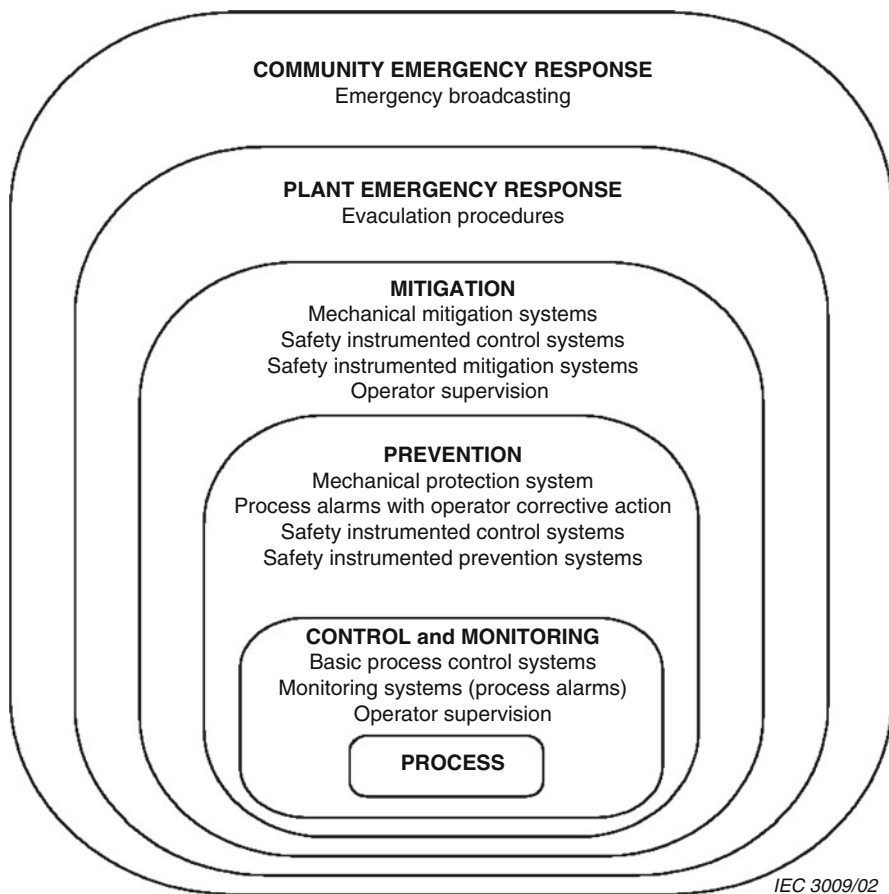 COMMUNITY EMERGENCY RESPONSE
Emergency broadcasting
PLANT EMERGENCY RESPONSE
Evaculation procedures
MITIGATION
Mechanical mitigation systems
Safety instrumented control systems
Safety instrumented mitigation systems
Operator supervision
PREVENTION
Mechanical protection system
Process alarms with operator corrective action
Safety instrumented control systems
Safety instrumented prevention systems
CONTROL and MONITORING
Basic process control systems
Monitoring systems (process alarms)
Operator supervision
PROCESS
IEC 3009/02